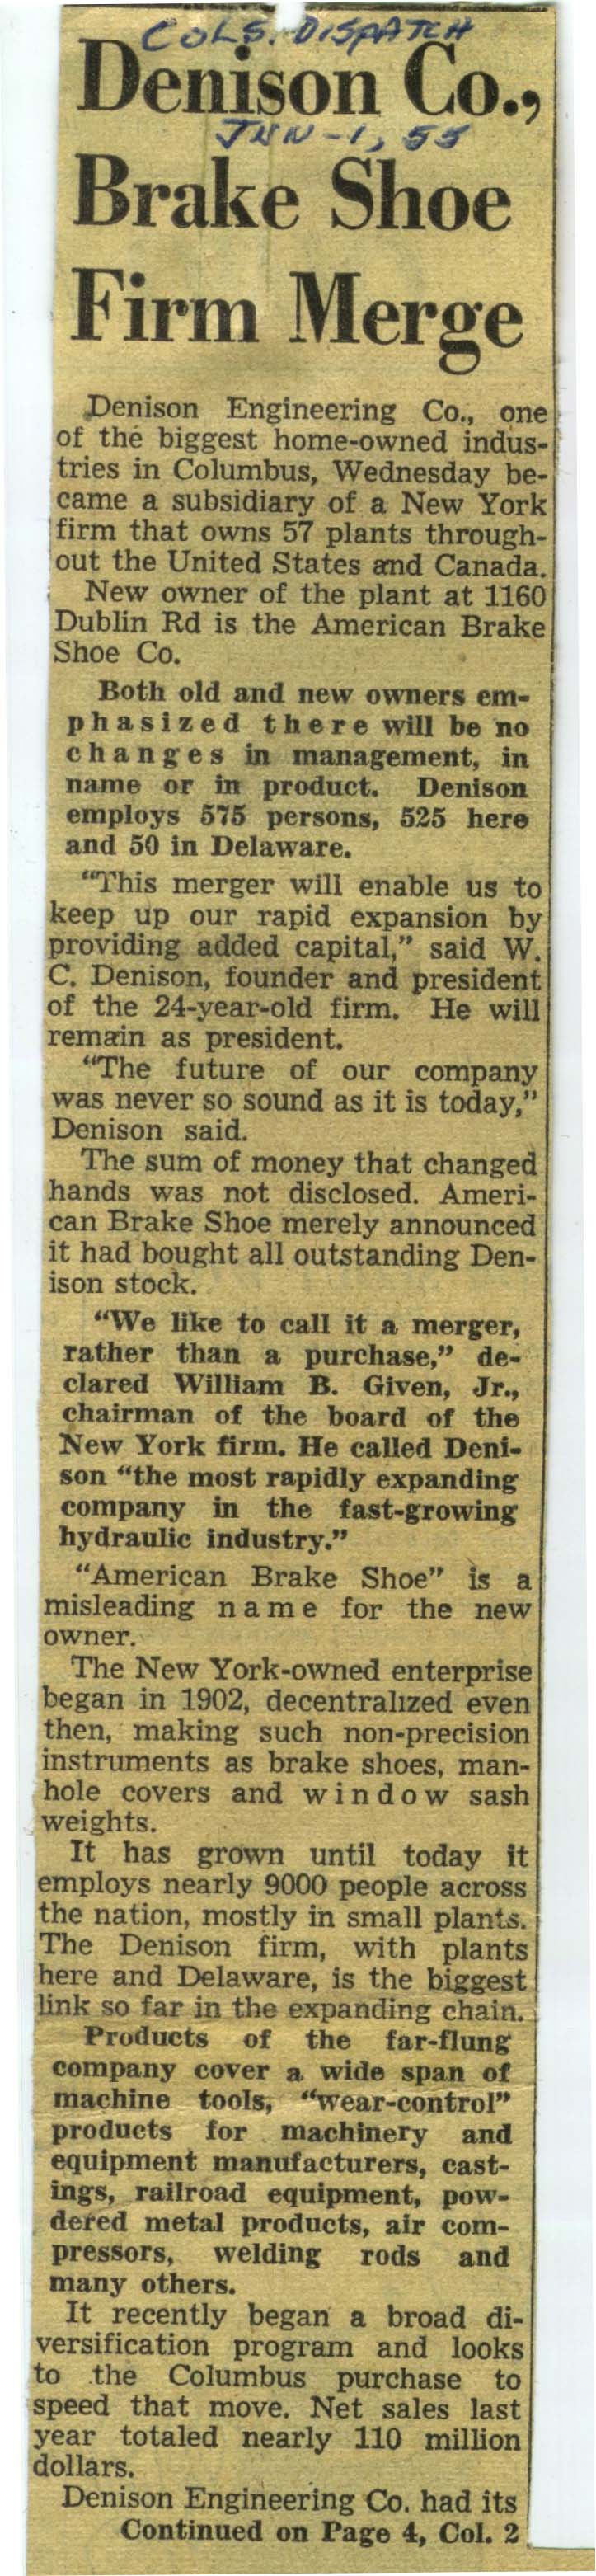 COLS. DISPATCH
Denison Co.,
JAN-1, 55
Brake Shoe
Firm Merge
Denison Engineering Co., one
of the biggest home-owned indus-
tries in Columbus, Wednesday be-
came a subsidiary of a New York
firm that owns 57 plants through-
out the United States and Canada.
New owner of the plant at 1160
Dublin Rd is the American Brake
Shoe Co.
Both old and new owners em-
phasized there will be no
changes in management, in
name or in product. Denison
employs 575 persons, 525 here
and 50 in Delaware.
"This merger will enable us to
keep up our rapid expansion by
providing added capital," said W.
C. Denison, founder and president
of the 24-year-old firm. He will
remain as president.
"The future of our company
was never so sound as it is today,"
Denison said.
The sum of money that changed
hands was not disclosed. Ameri-
can Brake Shoe merely announced
it had bought all outstanding Den-
ison stock.
"We like to call it a merger,
rather than a purchase," de-
clared William B. Given, Jr.,
chairman of the board of the
New York firm. He called Deni-
son "the most rapidly expanding
company in the fast-growing
hydraulic industry."
"American Brake Shoe" is a
misleading name for the new
owner.
The New York-owned enterprise
began in 1902, decentralized even
then, making such non-precision
instruments as brake shoes, man-
hole covers and window sash
weights.
It has grown until today it
employs nearly 9000 people across
the nation, mostly in small plants.
The Denison firm, with plants
here and Delaware, is the biggest
link so far in the expanding chain.
Products of the far-flung
company cover a wide span of
machine tools, "wear-control"
products for machinery and
equipment manufacturers, cast-
ings, railroad equipment, pow-
dered metal products, air com-
pressors, welding rods and
many others.
It recently began a broad di-
versification program and looks
to the Columbus purchase to
speed that move. Net sales last
year totaled nearly 110 million
dollars.
Denison Engineering Co. had its
Continued on Page 4, Col. 2